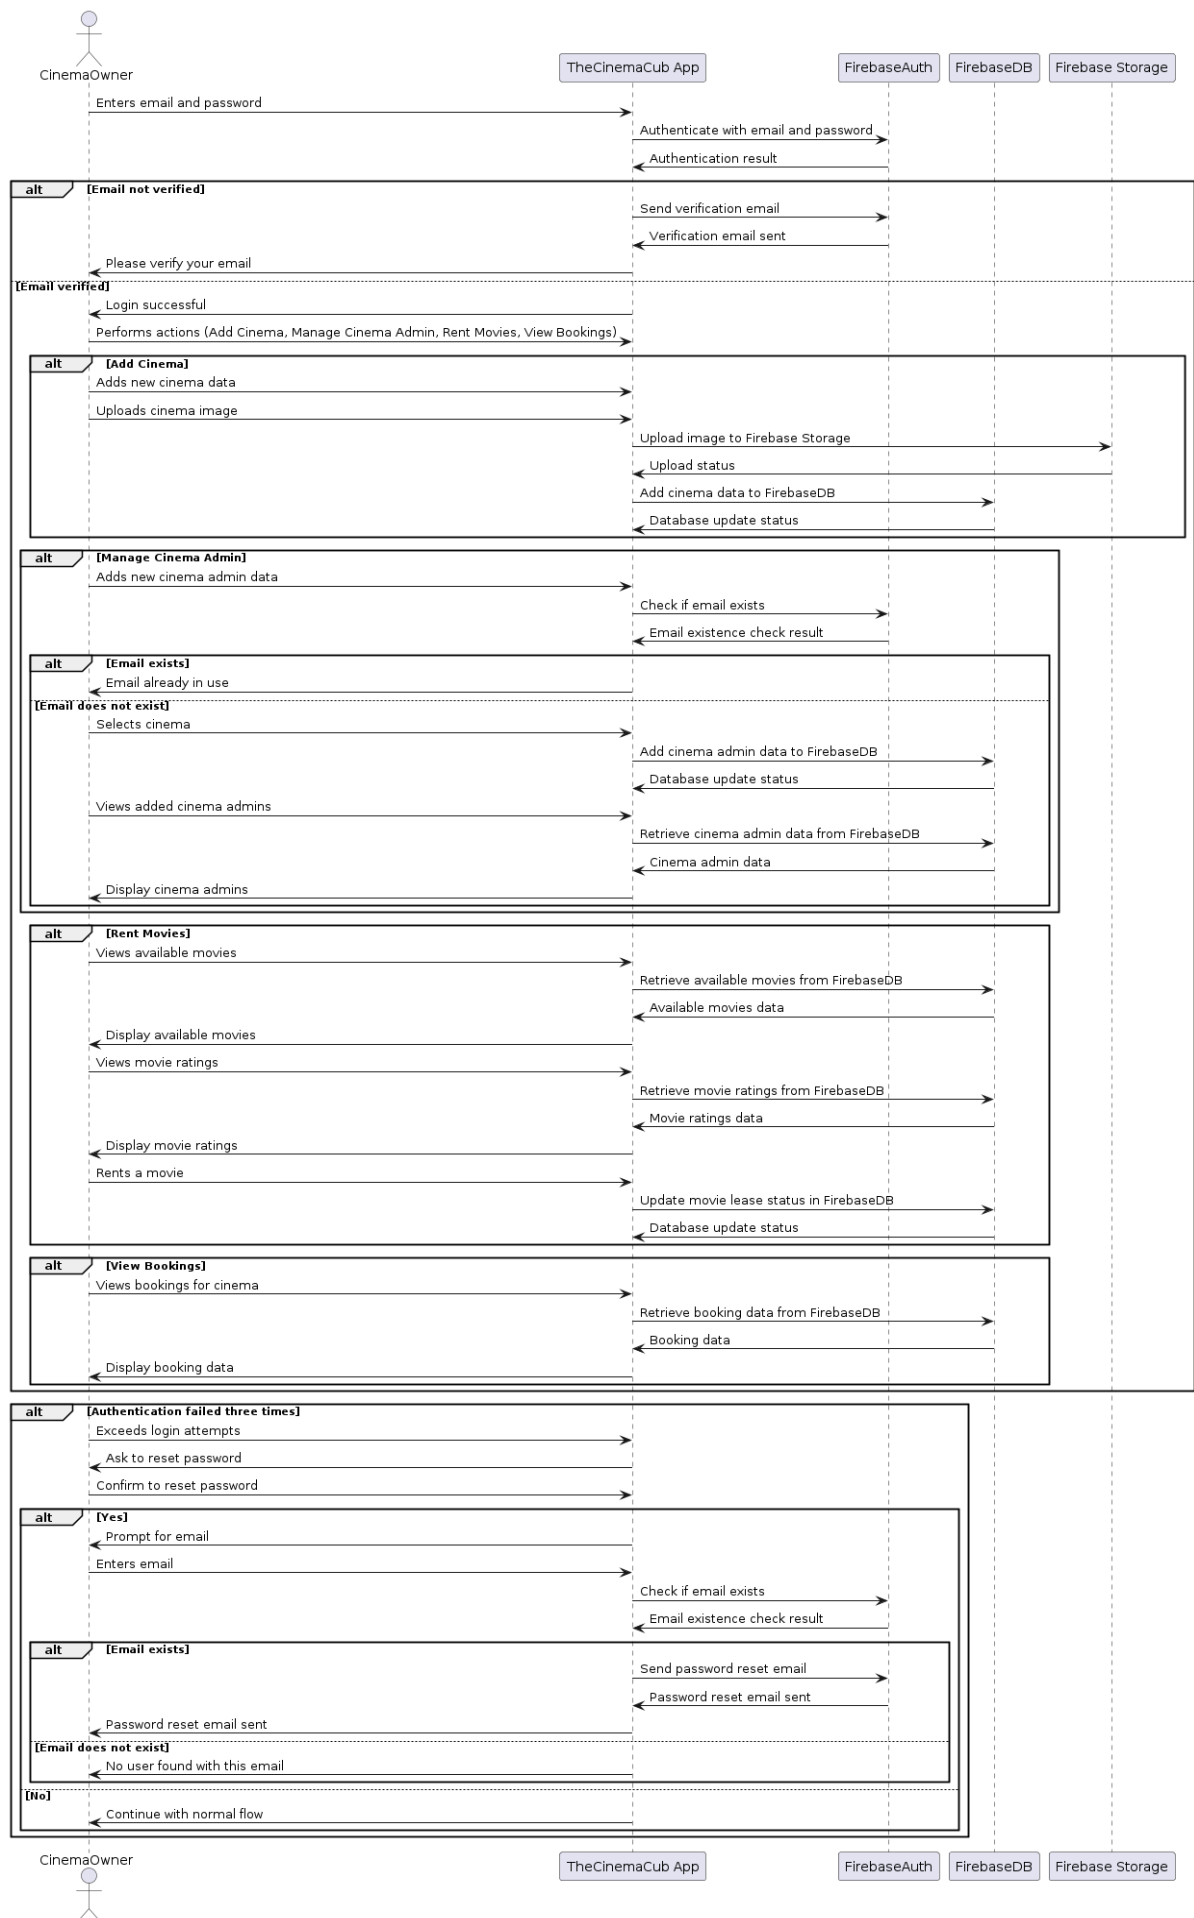 CinemaOwner
TheCinemaCub App
FirebaseAuth
FirebaseDB
Firebase Storage
Enters email and password
Authenticate with email and password
Authentication result
alt
[Email not verified]
Send verification email
Verification email sent
Please verify your email
[Email verified]
Login successful
Performs actions (Add Cinema, Manage Cinema Admin, Rent Movies, View Bookings)
alt
[Add Cinema]
Adds new cinema data
Uploads cinema image
Upload image to Firebase Storage
Upload status
Add cinema data to FirebaseDB
Database update status
alt
[Manage Cinema Admin]
Adds new cinema admin data
Check if email exists
Email existence check result
alt
[Email exists]
Email already in use
[Email does not exist]
Selects cinema
Add cinema admin data to FirebaseDB
Database update status
Views added cinema admins
Retrieve cinema admin data from FirebaseDB
Cinema admin data
Display cinema admins
alt
[Rent Movies]
Views available movies
Retrieve available movies from FirebaseDB
Available movies data
Display available movies
Views movie ratings
Retrieve movie ratings from FirebaseDB
Movie ratings data
Display movie ratings
Rents a movie
Update movie lease status in FirebaseDB
Database update status
alt
[View Bookings]
Views bookings for cinema
Retrieve booking data from FirebaseDB
Booking data
Display booking data
alt
[Authentication failed three times]
Exceeds login attempts
Ask to reset password
Confirm to reset password
alt
[Yes]
Prompt for email
Enters email
Check if email exists
Email existence check result
alt
[Email exists]
Send password reset email
Password reset email sent
Password reset email sent
[Email does not exist]
No user found with this email
[No]
Continue with normal flow
CinemaOwner
TheCinemaCub App
FirebaseAuth
FirebaseDB
Firebase Storage